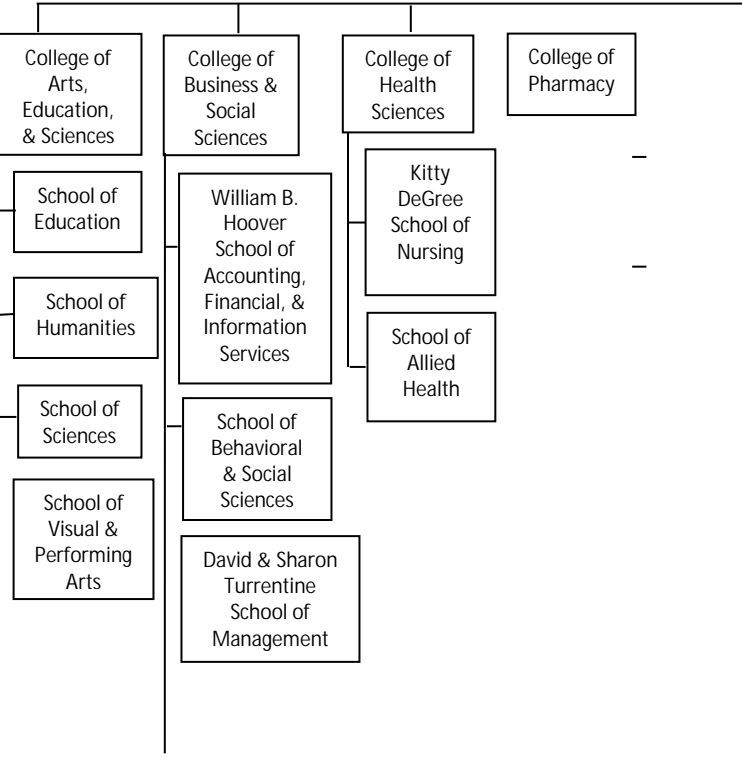 College of
Arts,
Education,
& Sciences
School of
Education
School of
Humanities
School of
Sciences
School of
Visual &
Performing
Arts
College of
Business &
Social
Sciences
William B.
Hoover
School of
Accounting,
Financial, &
Information
Services
School of
Behavioral
& Social
Sciences
David & Sharon
Turrentine
School of
Management
College of
Health
Sciences
Kitty
DeGree
School of
Nursing
School of
Allied
Health
College of
Pharmacy